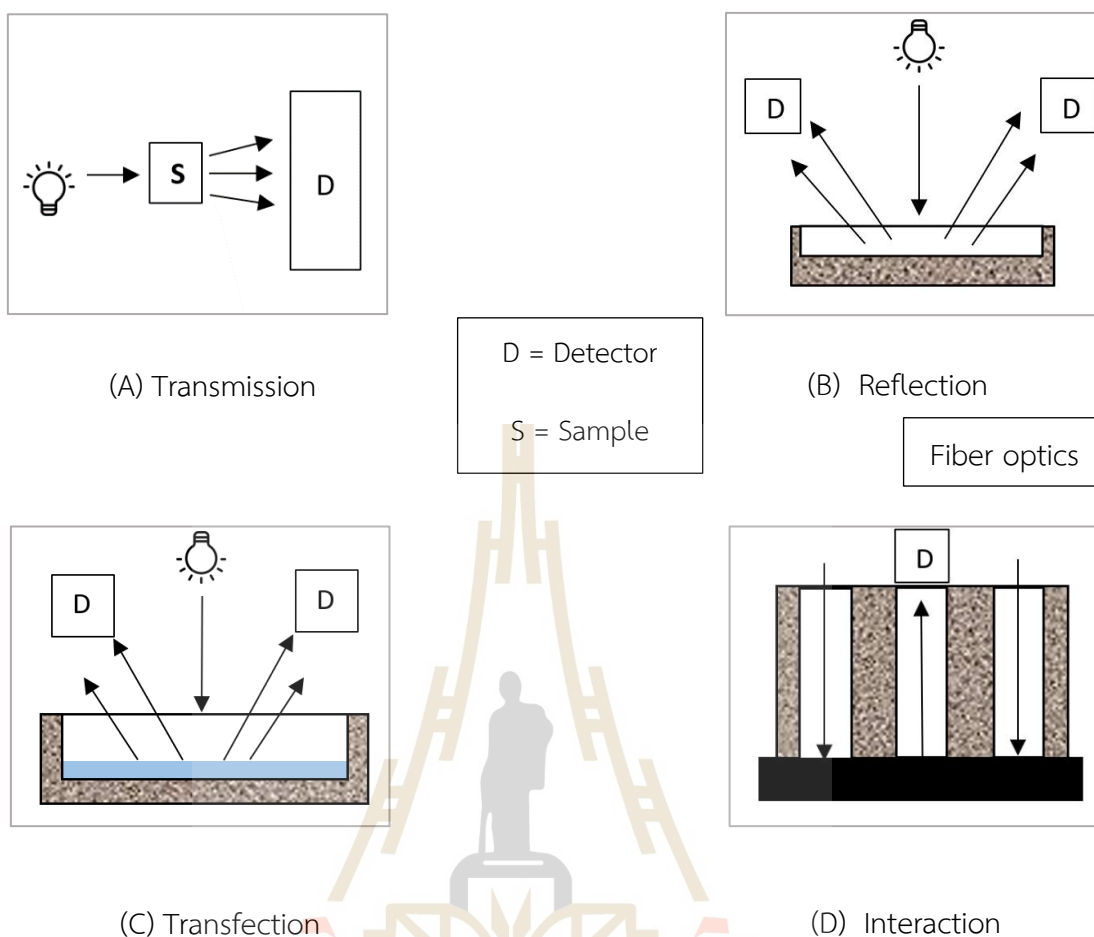 S
D
D
D
(A) Transmission
(B) Reflection
D = Detector
S = Sample
Fiber optics
D
D
D
(C) Transfection
(D) Interaction